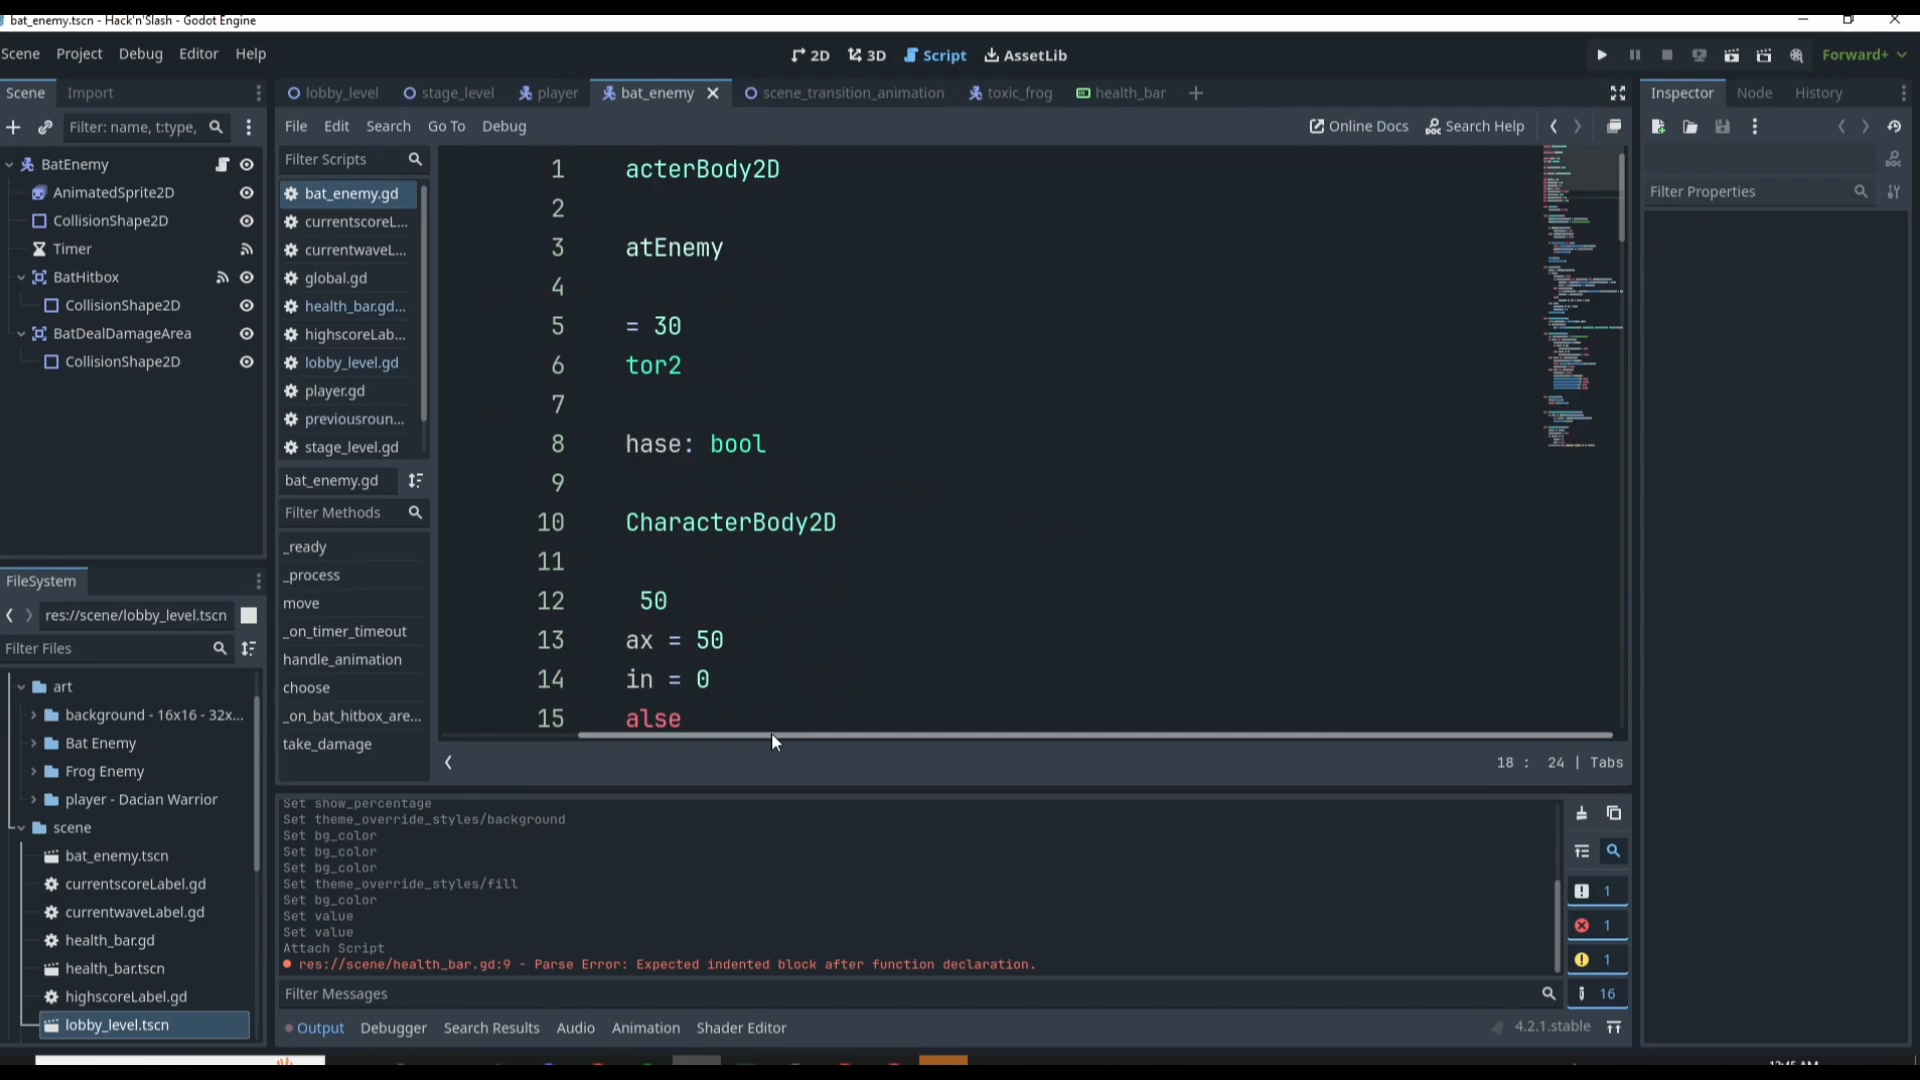 bat_enemy.tscn - Hack'n'Slash - Godot Engine
Scene Project Debug Editor Help
2D 3D Script AssetLib
Forward+
Scene Import
lobby_level stage_level player bat_enemy scene_transition_animation toxic_frog health_bar
Inspector Node History
Filter: name, t:type,
File Edit Search Go To Debug
Online Docs Search Help
Filter Properties
BatEnemy
AnimatedSprite2D
CollisionShape2D
Timer
BatHitbox
CollisionShape2D
BatDealDamageArea
CollisionShape2D
Filter Scripts
bat_enemy.gd
currentscoreL...
currentwaveL...
global.gd
health_bar.gd...
highscoreLab...
lobby_level.gd
player.gd
previousroun...
stage_level.gd
bat_enemy.gd
Filter Methods
_ready
_process
move
_on_timer_timeout
handle_animation
choose
_on_bat_hitbox_are...
take_damage
1 acterBody2D
2
3 atEnemy
4
5 = 30
6 tor2
7
8 hase: bool
9
10 CharacterBody2D
11
12 50
13 ax = 50
14 in = 0
15 alse
18 : 24 | Tabs
FileSystem
res://scene/lobby_level.tscn
Filter Files
art
background - 16x16 - 32x...
Bat Enemy
Frog Enemy
player - Dacian Warrior
scene
bat_enemy.tscn
currentscoreLabel.gd
currentwaveLabel.gd
health_bar.gd
health_bar.tscn
highscoreLabel.gd
lobby_level.tscn
Set show_percentage
Set theme_override_styles/background
Set bg_color
Set bg_color
Set bg_color
Set theme_override_styles/fill
Set bg_color
Set value
Set value
Attach Script
res://scene/health_bar.gd:9 - Parse Error: Expected indented block after function declaration.
1
1
1
16
Filter Messages
Output Debugger Search Results Audio Animation Shader Editor
4.2.1.stable